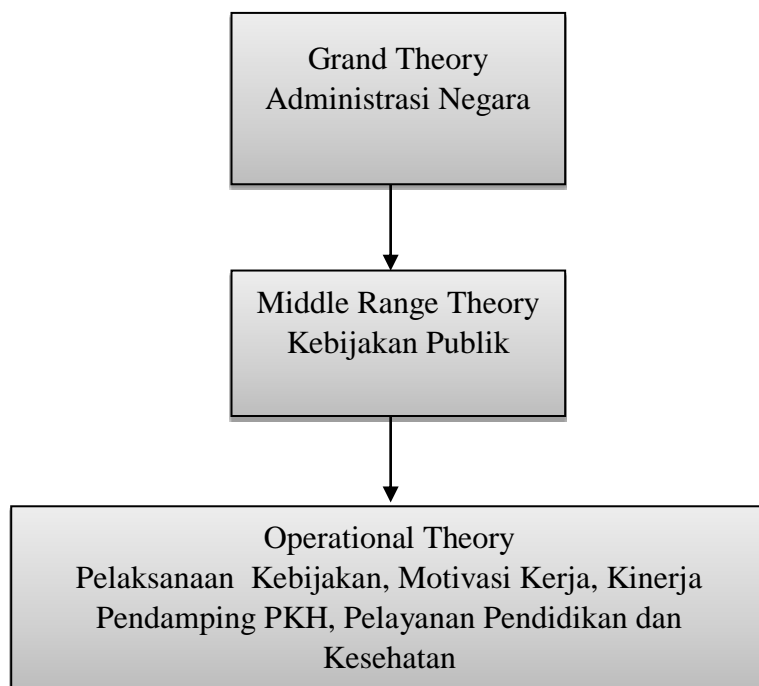 Grand Theory
Administrasi Negara
Middle Range Theory
Kebijakan Publik
Operational Theory
Pelaksanaan Kebijakan, Motivasi Kerja, Kinerja
Pendamping PKH, Pelayanan Pendidikan dan
Kesehatan